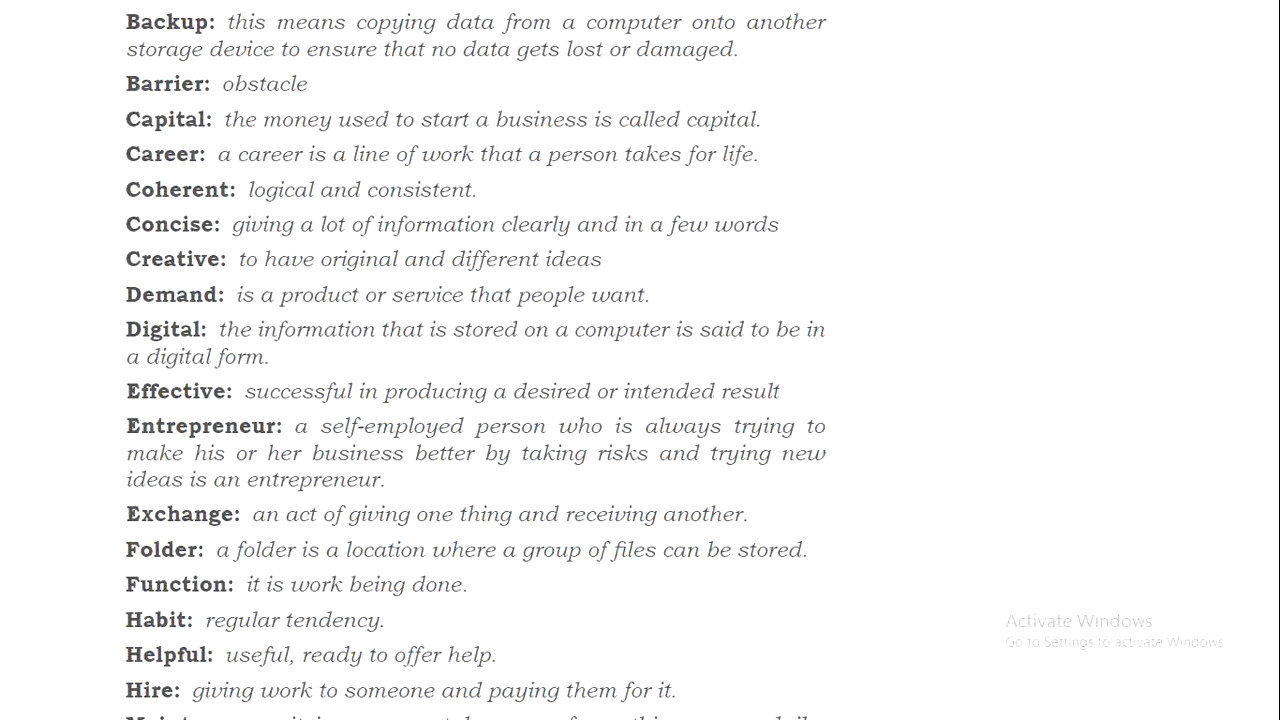 Backup: this means copying data from a computer onto another
storage device to ensure that no data gets lost or damaged.
Barrier: obstacle
Capital: the money used to start a business is called capital.
Career: a career is a line of work that a person takes for life.
Coherent: logical and consistent.
Concise: giving a lot of information clearly and in a few words
Creative: to have original and different ideas
Demand: is a product or service that people want.
Digital: the information that is stored on a computer is said to be in
a digital form.
Effective: successful in producing a desired or intended result
Entrepreneur: a self-employed person who is always trying to
make his or her business better by taking risks and trying new
ideas is an entrepreneur.
Exchange: an act of giving one thing and receiving another.
Folder: a folder is a location where a group of files can be stored.
Function: it is work being done.
Habit: regular tendency.
Helpful: useful, ready to offer help.
Hire: giving work to someone and paying them for it.
Activate Windows
Go to Settings to activate Windows